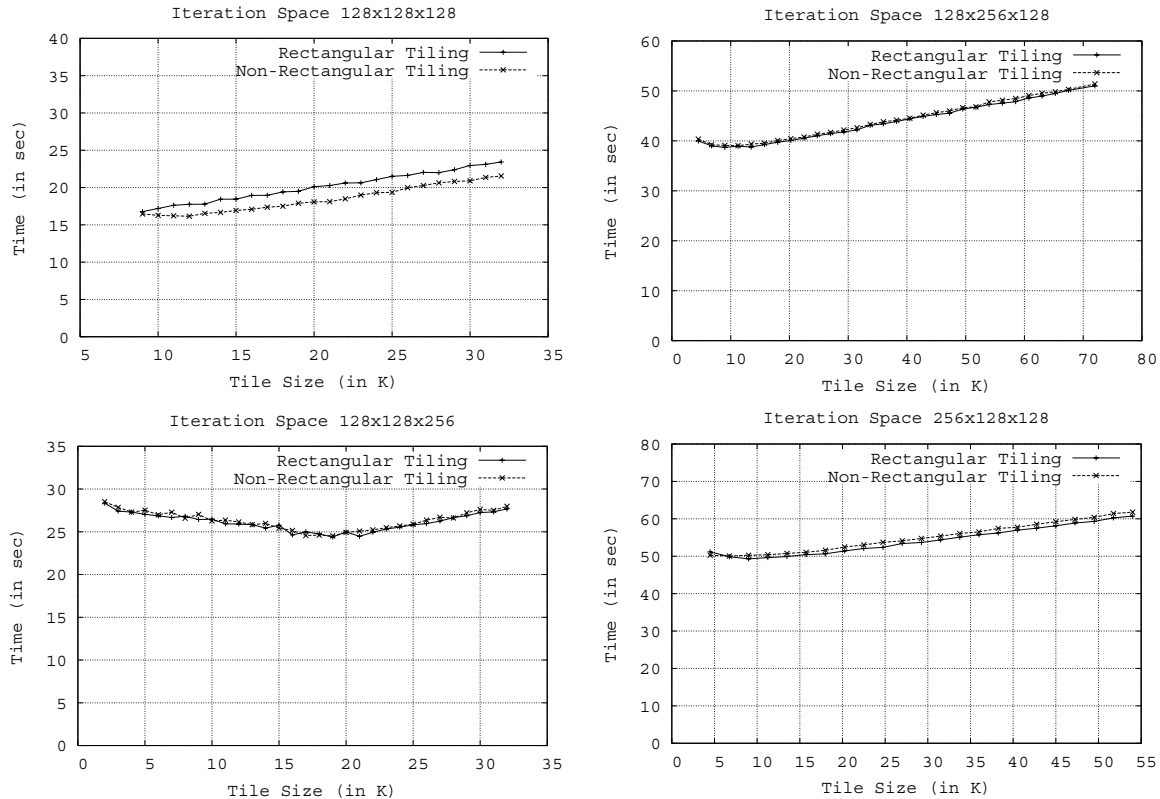 Iteration Space 128x128x128
40
35
30
25
20
15
10
5
0
5 10 15 20 25 30 35
Time (in sec)
Tile Size (in K)
Rectangular Tiling
Non-Rectangular Tiling
Iteration Space 128x256x128
60
50
40
30
20
10
0
0 10 20 30 40 50 60 70 80
Time (in sec)
Tile Size (in K)
Rectangular Tiling
Non-Rectangular Tiling
Iteration Space 128x128x256
35
30
25
20
15
10
5
0
0 5 10 15 20 25 30 35
Time (in sec)
Tile Size (in K)
Rectangular Tiling
Non-Rectangular Tiling
Iteration Space 256x128x128
80
70
60
50
40
30
20
10
0
0 5 10 15 20 25 30 35 40 45 50 55
Time (in sec)
Tile Size (in K)
Rectangular Tiling
Non-Rectangular Tiling